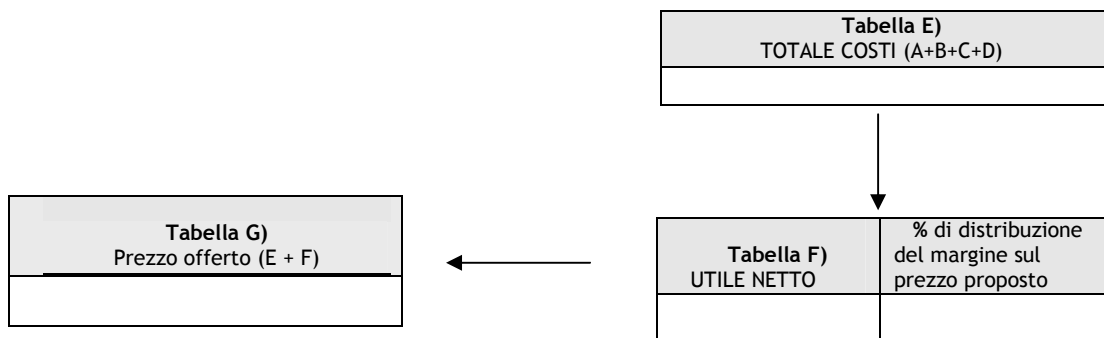 Tabella E)
TOTALE COSTI (A+B+C+D)
Tabella G)
Prezzo offerto (E + F)
Tabella F)
UTILE NETTO
% di distribuzione
del margine sul
prezzo proposto